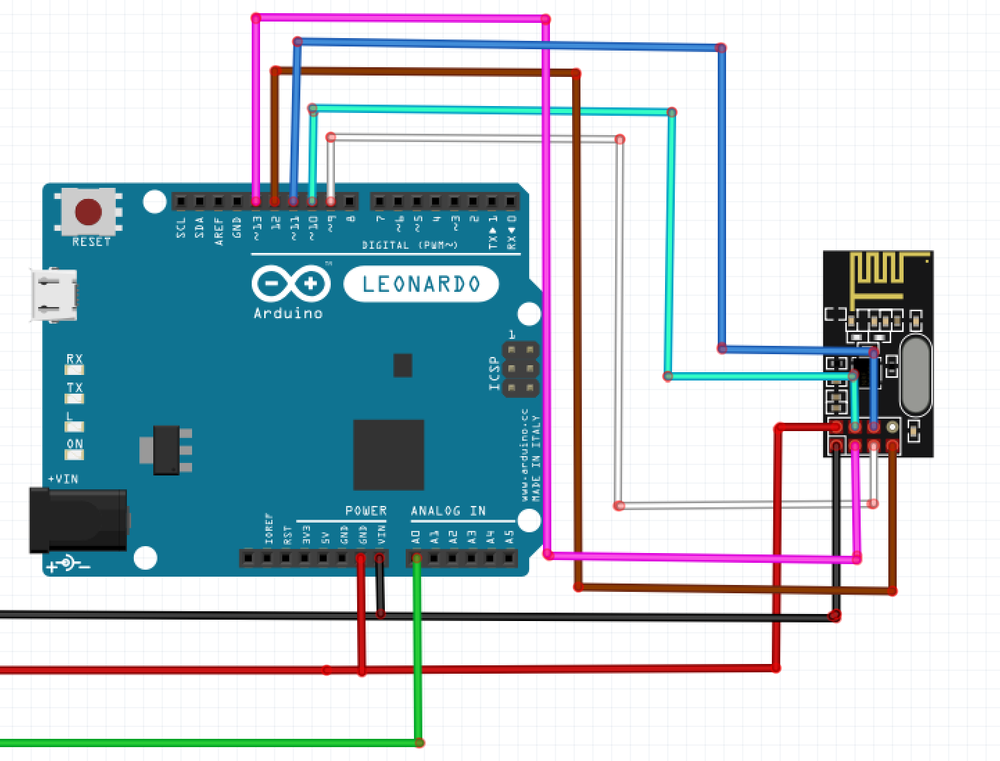 RESET
SCL
SDA
AREF
GND
~13
12
~11
~10
~9
8
7
~6
~5
4
~3
2
TX▶1
RX◀0
DIGITAL (PWM~)
TM
Arduino
LEONARDO
1
ICSP
RX
TX
L
ON
+VIN
www.arduino.cc
MADE IN ITALY
POWER
ANALOG IN
IOREF
RST
3V3
5V
GND
GND
VIN
A0
A1
A2
A3
A4
A5